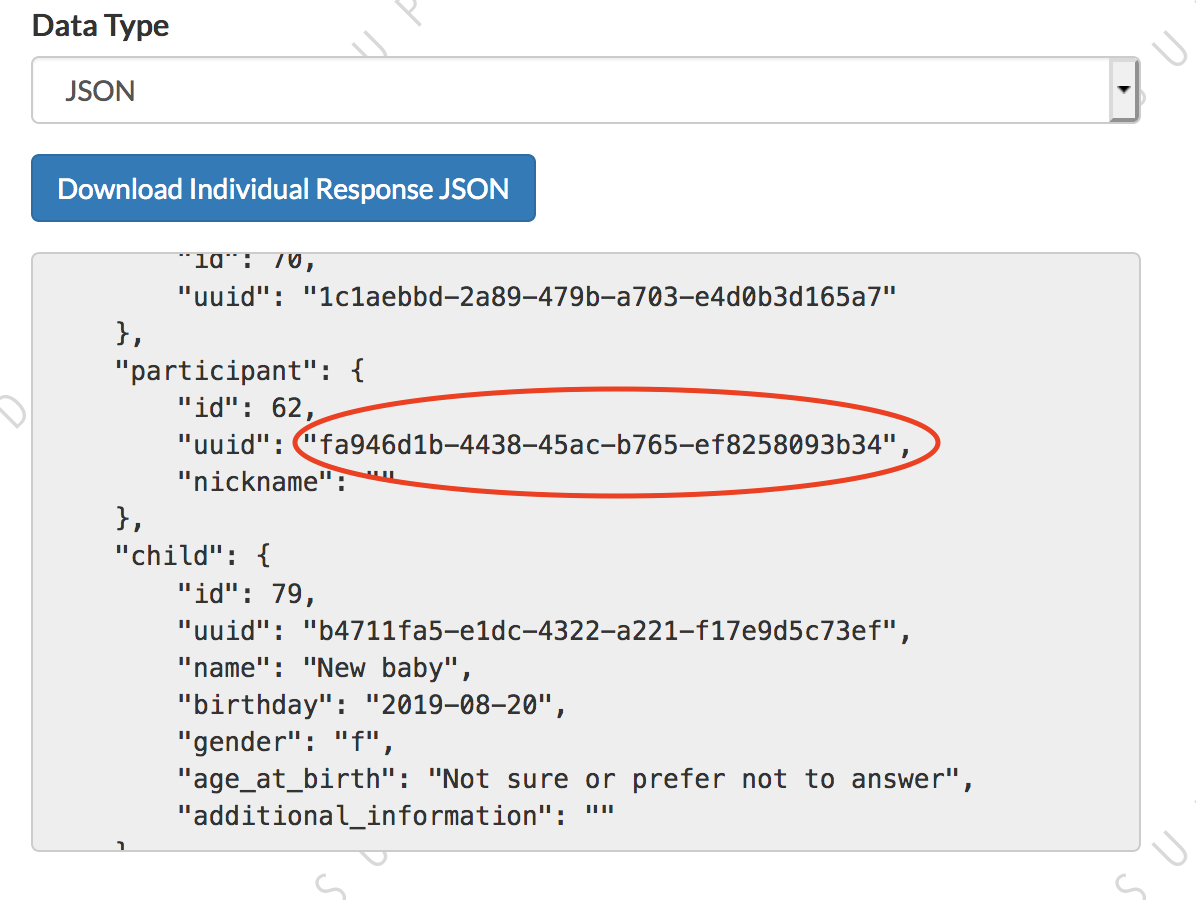 Data Type
JSON
Download Individual Response JSON
"id": 70,
"uuid": "1c1aebbd-2a89-479b-a703-e4d0b3d165a7"
},
"participant": {
"id": 62,
"uuid": "fa946d1b-4438-45ac-b765-ef8258093b34",
"nickname": ""
},
"child": {
"id": 79,
"uuid": "b4711fa5-e1dc-4322-a221-f17e9d5c73ef",
"name": "New baby",
"birthday": "2019-08-20",
"gender": "f",
"age_at_birth": "Not sure or prefer not to answer",
"additional_information": ""
}